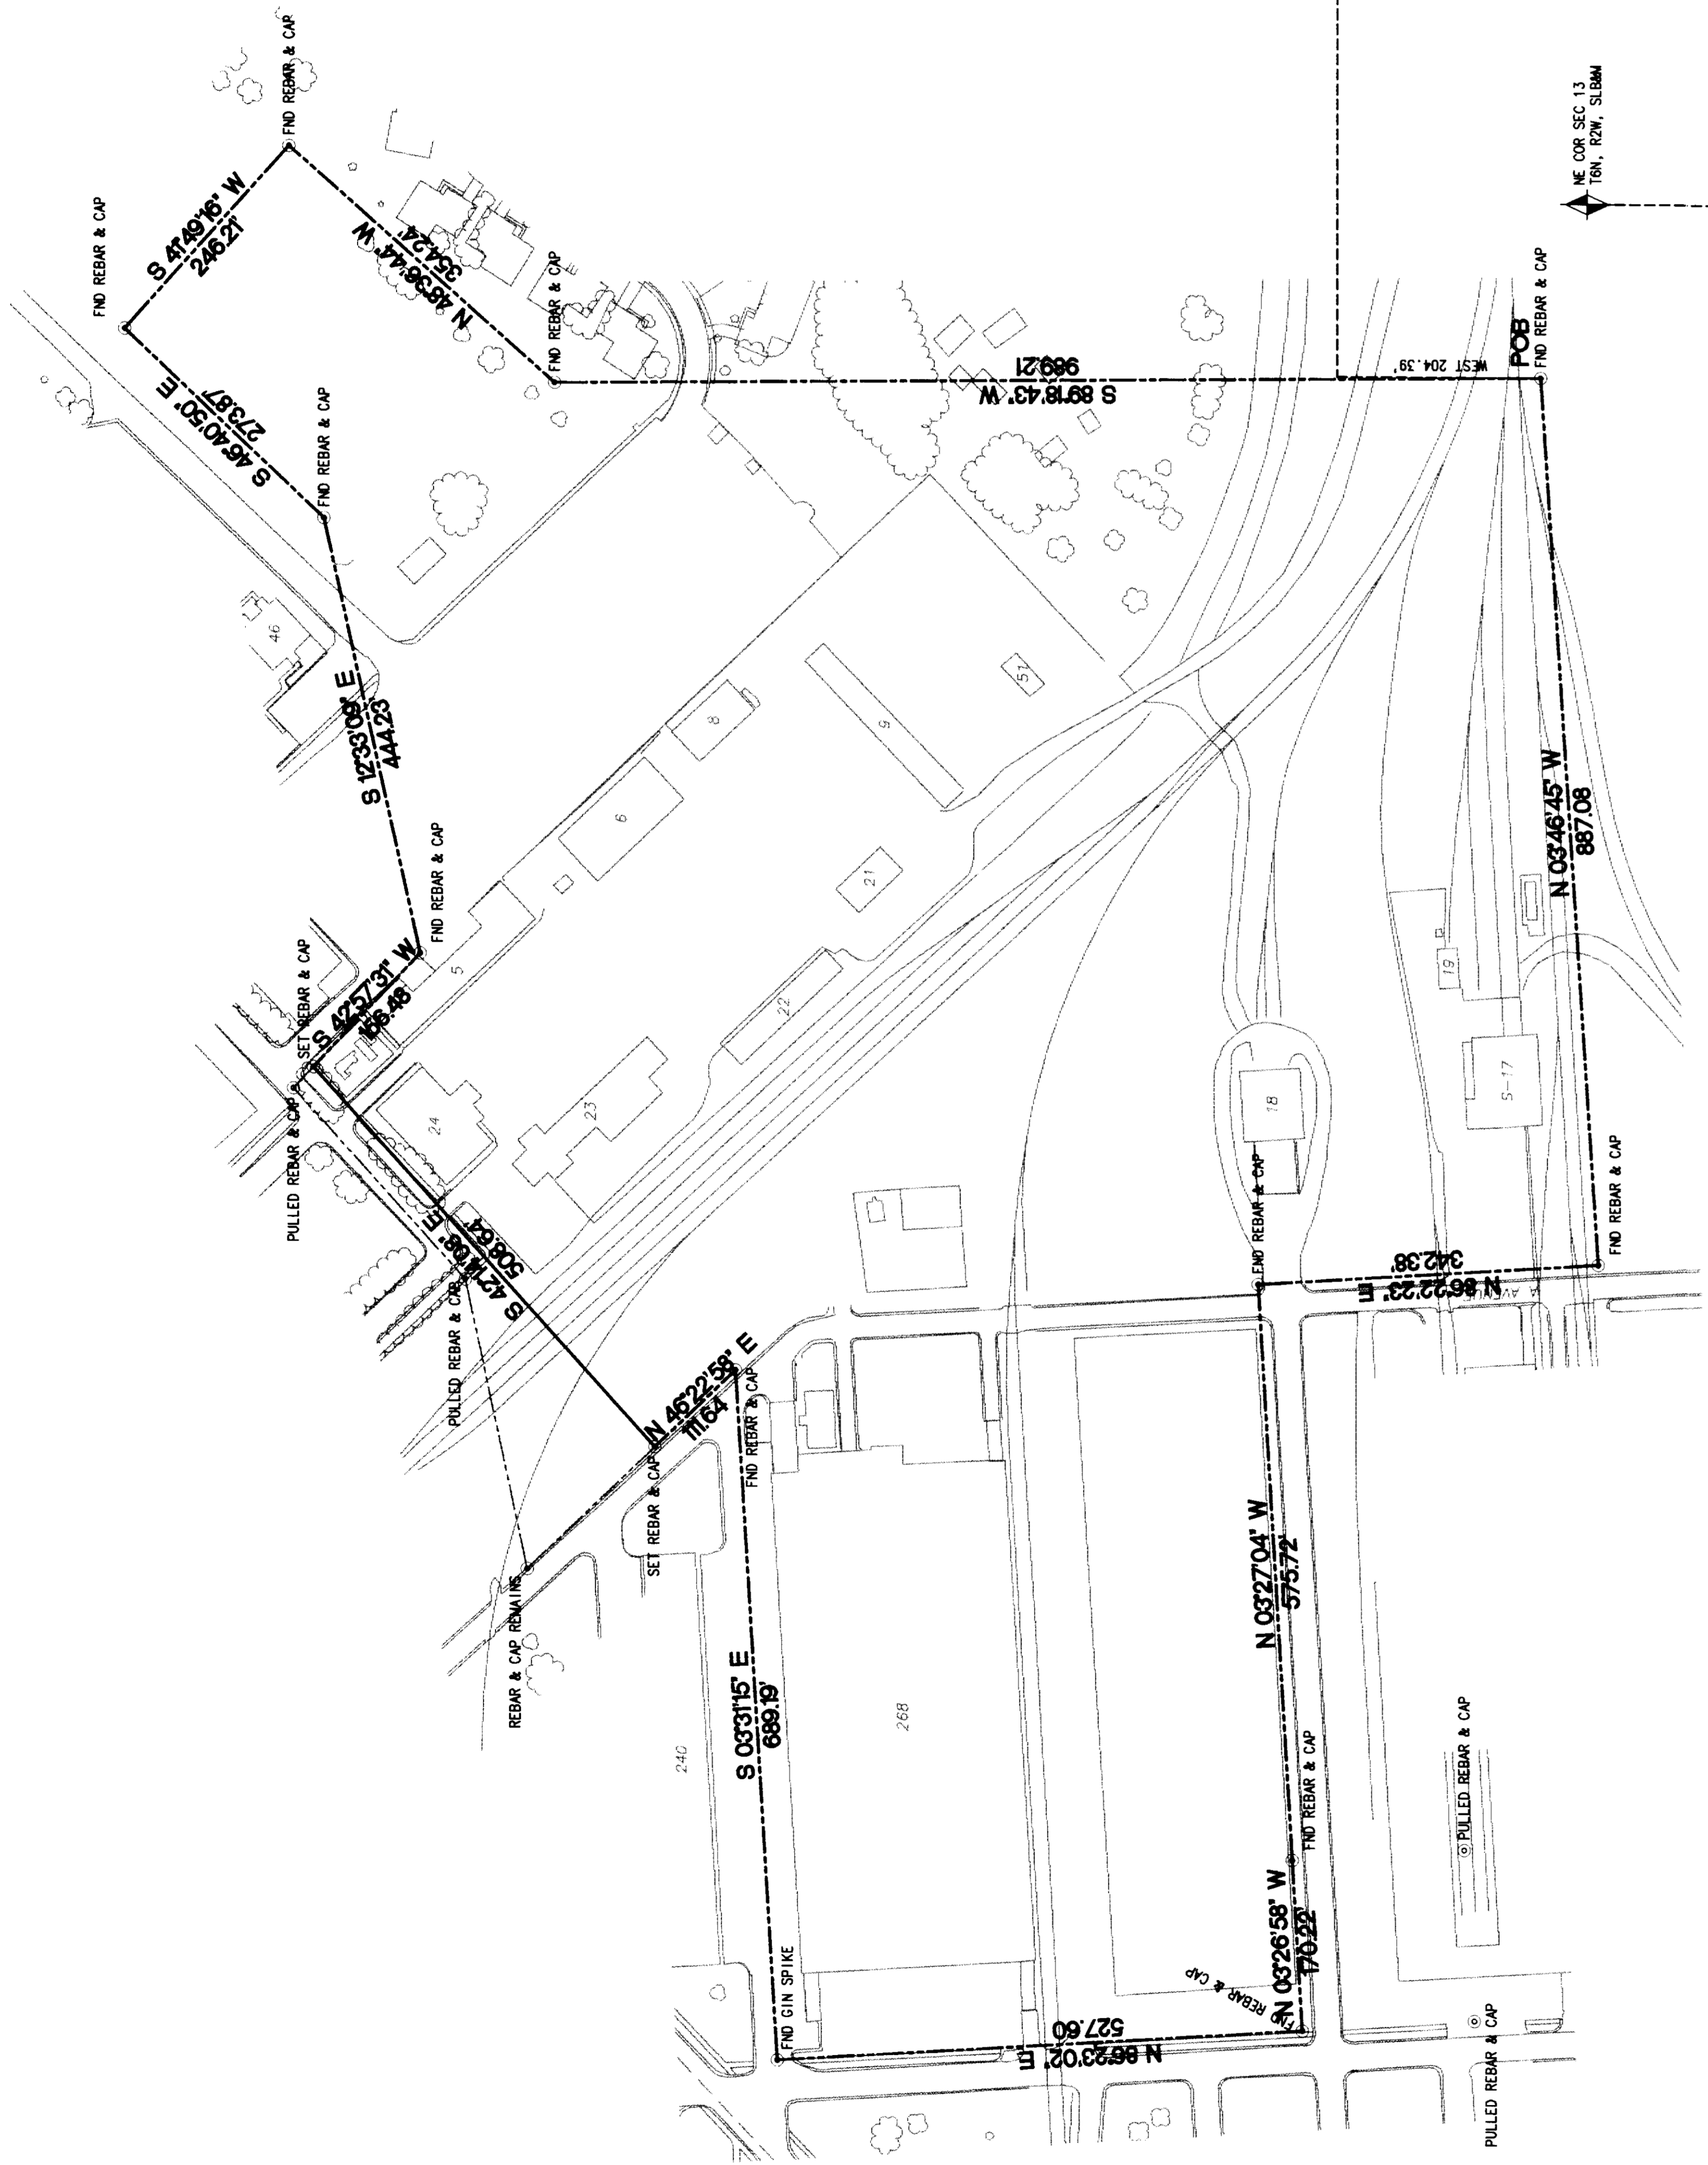 FND REBAR & CAP
FND REBAR & CAP
S 41°49'16" W
246.21'
N 48°36'44" W
354.24'
S 46°40'50" E
273.87'
FND REBAR & CAP
FND REBAR & CAP
S 89°18'43" W
989.21
WEST 204.39'
POB
FND REBAR & CAP
NE COR SEC 13
T6N, R2W, SLB&M
46
S 12°33'09" E
444.23
FND REBAR & CAP
8
9
51
6
21
5
22
23
24
18
19
S-17
N 03°46'45" W
887.08
SET REBAR & CAP
S 42°57'31" W
156.48
PULLED REBAR & CAP
508.64'
PULLED REBAR & CAP
FND REBAR & CAP
FND REBAR & CAP
N 86°22'23" E
342.38'
AVENUE
N 46°22'58" E
111.64
FND REBAR & CAP
SET REBAR & CAP
REBAR & CAP REMAINS
S 03°31'15" E
689.19'
240
268
N 03°27'04" W
575.72'
FND REBAR & CAP
PULLED REBAR & CAP
N 03°26'58" W
170.22'
FND REBAR & CAP
FND GIN SPIKE
N 86°23'02" E
527.60
PULLED REBAR & CAP